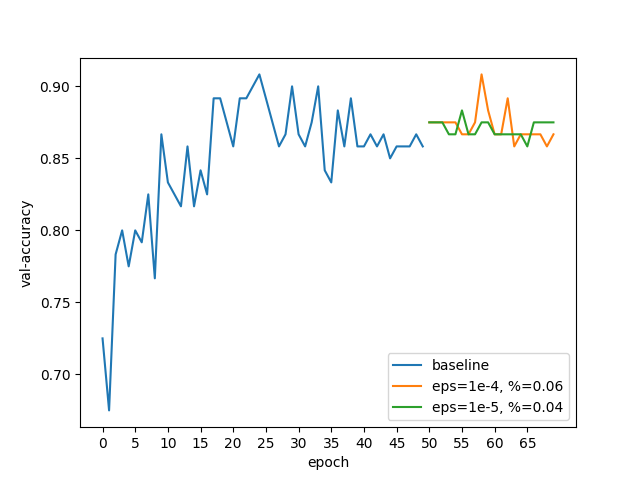 val-accuracy
0.90
0.85
0.80
0.75
0.70
0 5 10 15 20 25 30 35 40 45 50 55 60 65
epoch
baseline
eps=1e-4, %=0.06
eps=1e-5, %=0.04